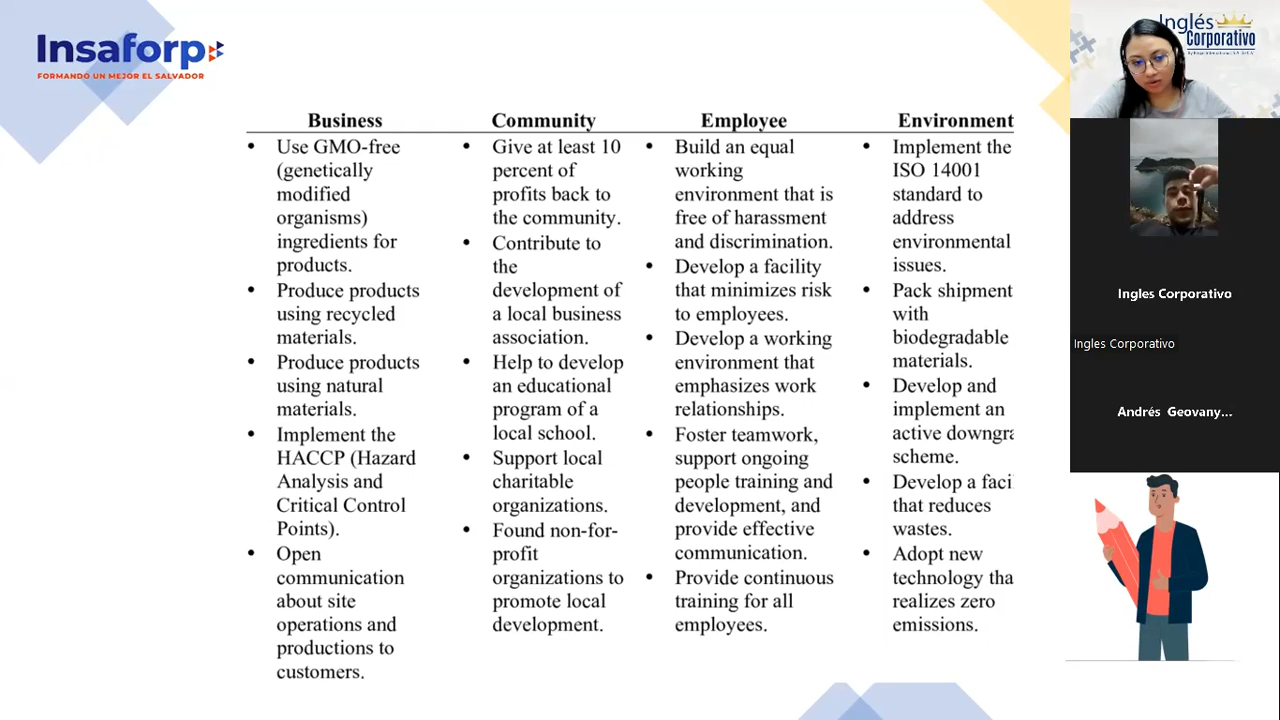 Insaforp
FORMANDO UN MEJOR EL SALVADOR
Business
Use GMO-free
(genetically
modified
organisms)
ingredients for
products.
Produce products
using recycled
materials.
Produce products
using natural
materials.
Implement the
HACCP (Hazard
Analysis and
Critical Control
Points).
Open
communication
about site
operations and
productions to
customers.
Community
Give at least 10
percent of
profits back to
the community.
Contribute to
the
development of
a local business
association.
Help to develop
an educational
program of a
local school.
Support local
charitable
organizations.
Found non-for-
profit
organizations to
promote local
development.
Employee
Build an equal
working
environment that is
free of harassment
and discrimination.
Develop a facility
that minimizes risk
to employees.
Develop a working
environment that
emphasizes work
relationships.
Foster teamwork,
support ongoing
people training and
development, and
provide effective
communication.
Provide continuous
training for all
employees.
Environment
Implement the
ISO 14001
standard to
address
environmental
issues.
Pack shipment
with
biodegradable
materials.
Develop and
implement an
active downgra
scheme.
Develop a faci
that reduces
wastes.
Adopt new
technology tha
realizes zero
emissions.
Inglés
Corporativo
Ingles Corporativo
Ingles Corporativo
Andrés Geovany...